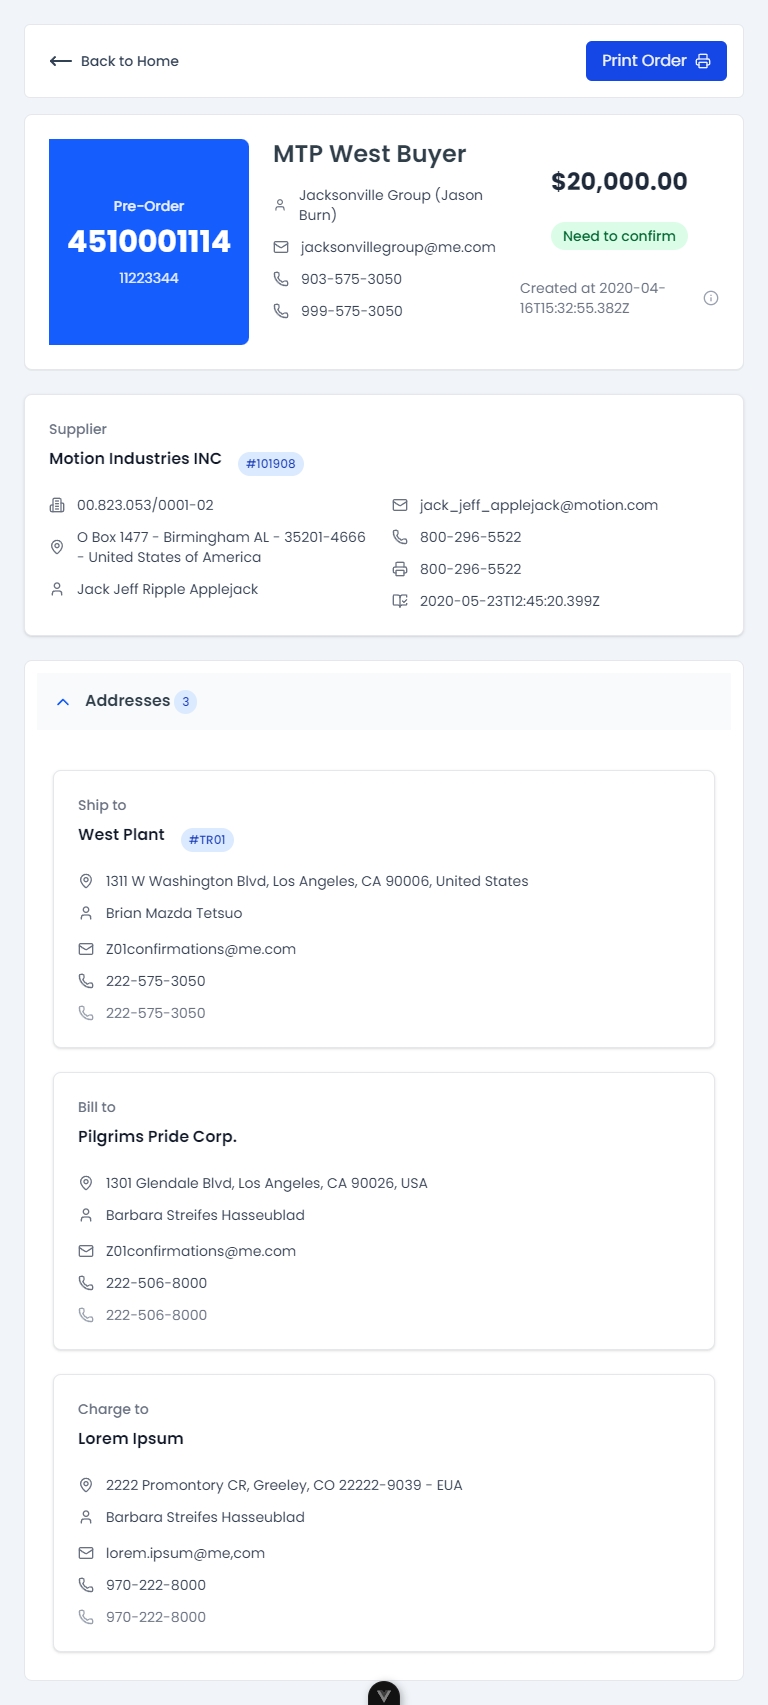 Back to Home
Print Order
Pre-Order
4510001114
11223344
MTP West Buyer
Jacksonville Group (Jason
Burn)
jacksonvillegroup@me.com
903-575-3050
999-575-3050
$20,000.00
Need to confirm
Created at 2020-04-
16T15:32:55.382Z
Supplier
Motion Industries INC
#101908
00.823.053/0001-02
O Box 1477 - Birmingham AL - 35201-4666
- United States of America
Jack Jeff Ripple Applejack
jack_jeff_applejack@motion.com
800-296-5522
800-296-5522
2020-05-23T12:45:20.399Z
Addresses 3
Ship to
West Plant
#TR01
1311 W Washington Blvd, Los Angeles, CA 90006, United States
Brian Mazda Tetsuo
Z01confirmations@me.com
222-575-3050
222-575-3050
Bill to
Pilgrims Pride Corp.
1301 Glendale Blvd, Los Angeles, CA 90026, USA
Barbara Streifes Hasseublad
Z01confirmations@me.com
222-506-8000
222-506-8000
Charge to
Lorem Ipsum
2222 Promontory CR, Greeley, CO 22222-9039 - EUA
Barbara Streifes Hasseublad
lorem.ipsum@me,com
970-222-8000
970-222-8000